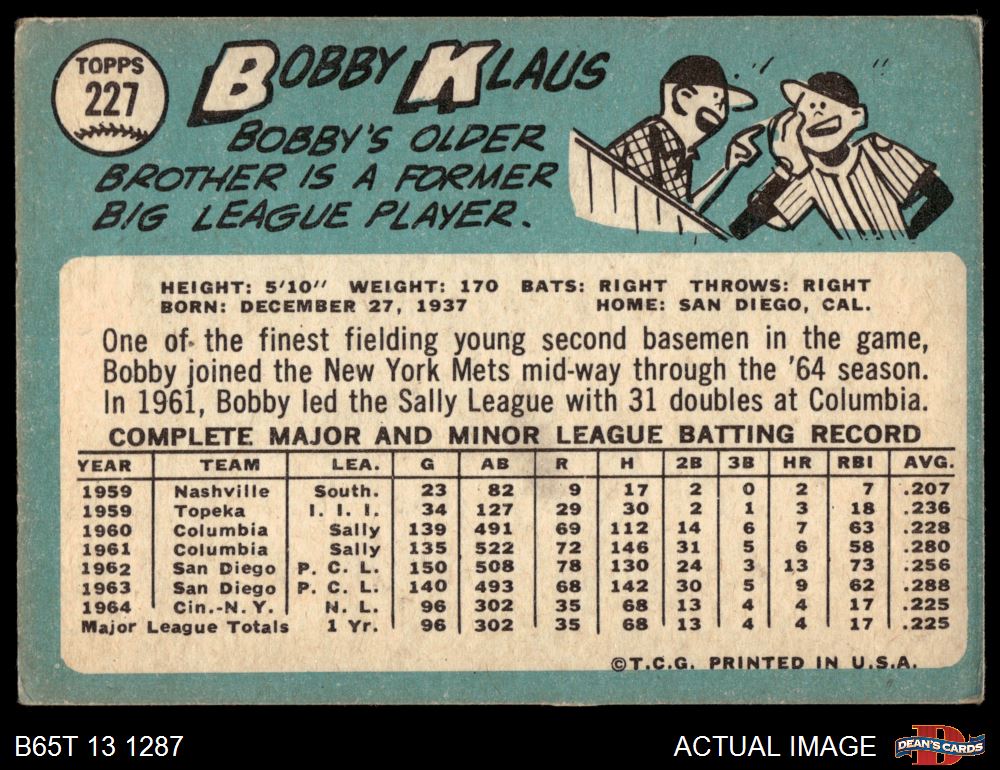 TOPPS
227
BOBBY KLAUS
BOBBY'S OLDER
BROTHER IS A FORMER
BIG LEAGUE PLAYER.
HEIGHT: 5'10" WEIGHT: 170 BATS: RIGHT THROWS: RIGHT
BORN: DECEMBER 27, 1937 HOME: SAN DIEGO, CAL.
One of the finest fielding young second basemen in the game,
Bobby joined the New York Mets mid-way through the '64 season.
In 1961, Bobby led the Sally League with 31 doubles at Columbia.
COMPLETE MAJOR AND MINOR LEAGUE BATTING RECORD
YEAR TEAM LEA. G AB R H 2B 3B HR RBI AVG.
1959 Nashville South. 23 82 9 17 2 0 2 7 .207
1959 Topeka I. I. I. 34 127 29 30 2 1 3 18 .236
1960 Columbia Sally 139 491 69 112 14 6 7 63 .228
1961 Columbia Sally 135 522 72 146 31 5 6 58 .280
1962 San Diego P. C. L. 150 508 78 130 24 3 13 73 .256
1963 San Diego P. C. L. 140 493 68 142 30 5 9 62 .288
1964 Cin.-N. Y. N. L. 96 302 35 68 13 4 4 17 .225
Major League Totals 1 Yr. 96 302 35 68 13 4 4 17 .225
©T.C.G. PRINTED IN U.S.A.
B65T 13 1287
ACTUAL IMAGE
DEAN'S CARDS